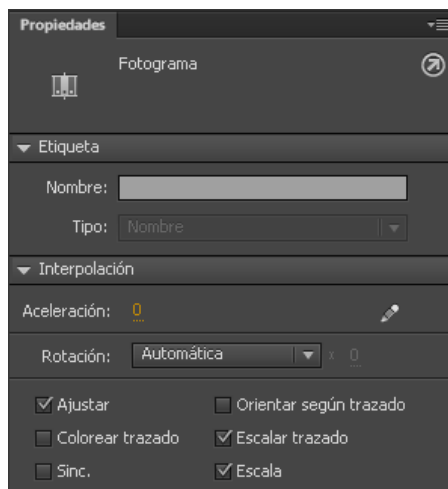 Propiedades
Fotograma
Etiqueta
Nombre:
Tipo: Nombre
Interpolación
Aceleración: 0
Rotación: Automática x 0
Ajustar Orientar según trazado
Colorear trazado Escalar trazado
Sinc. Escala